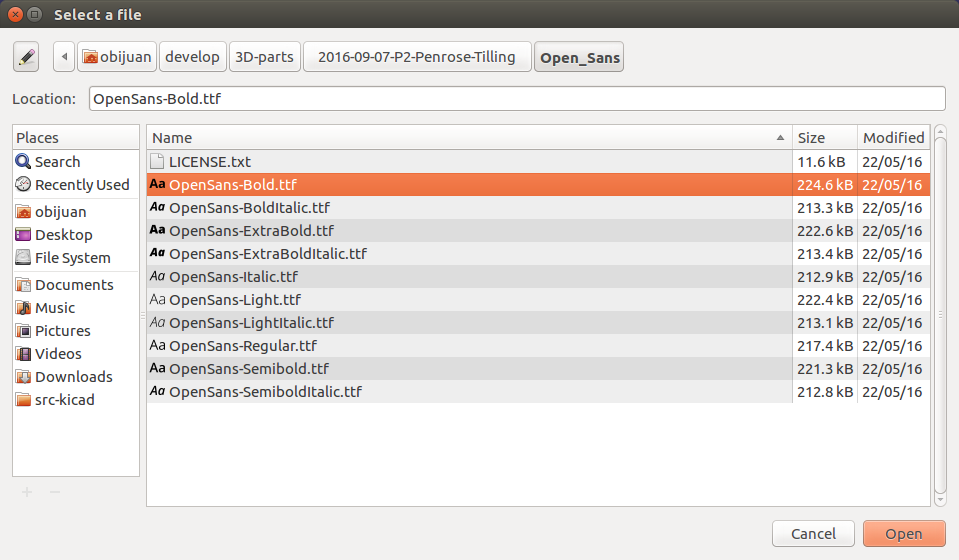 Select a file
obijuan develop 3D-parts 2016-09-07-P2-Penrose-Tilling Open_Sans
Location: OpenSans-Bold.ttf
Places
Search
Recently Used
obijuan
Desktop
File System
Documents
Music
Pictures
Videos
Downloads
src-kicad
Name Size Modified
LICENSE.txt 11.6 kB 22/05/16
Aa OpenSans-Bold.ttf 224.6 kB 22/05/16
Aa OpenSans-BoldItalic.ttf 213.3 kB 22/05/16
Aa OpenSans-ExtraBold.ttf 222.6 kB 22/05/16
Aa OpenSans-ExtraBoldItalic.ttf 213.4 kB 22/05/16
Aa OpenSans-Italic.ttf 212.9 kB 22/05/16
Aa OpenSans-Light.ttf 222.4 kB 22/05/16
Aa OpenSans-LightItalic.ttf 213.1 kB 22/05/16
Aa OpenSans-Regular.ttf 217.4 kB 22/05/16
Aa OpenSans-Semibold.ttf 221.3 kB 22/05/16
Aa OpenSans-SemiboldItalic.ttf 212.8 kB 22/05/16
Cancel Open